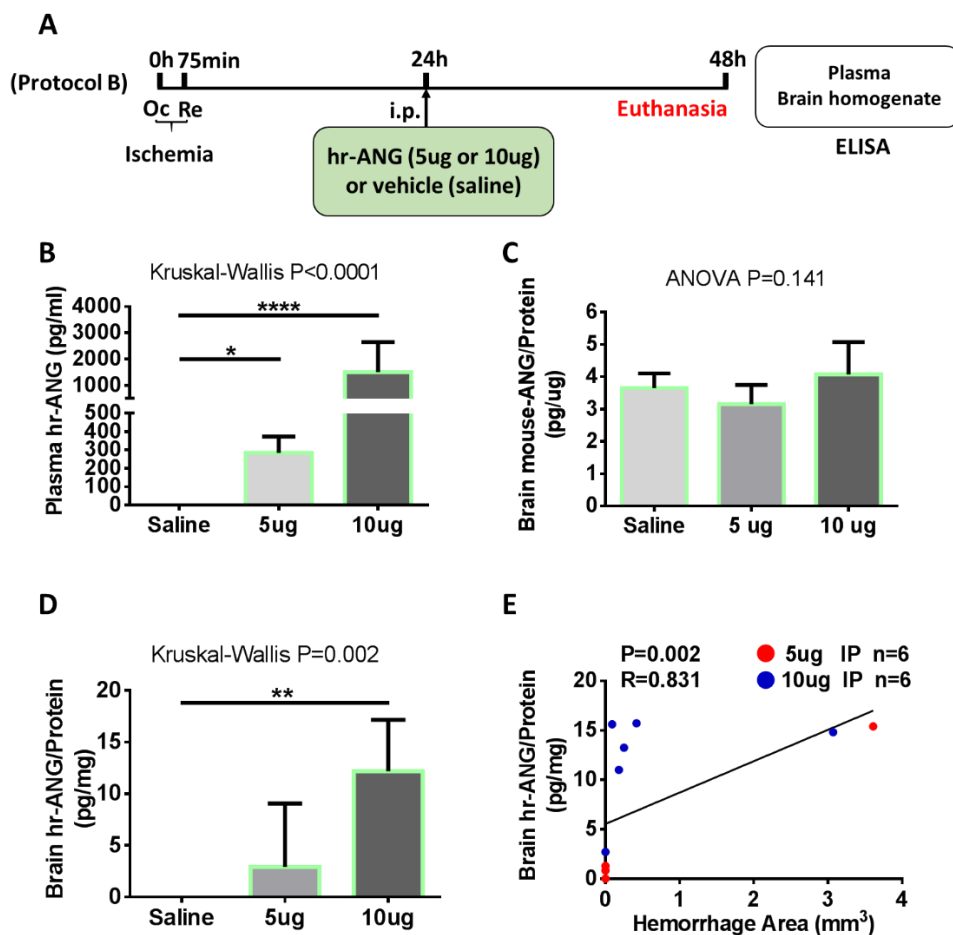 A
0h 75min 24h 48h
(Protocol B)
Oc Re i.p. Euthanasia
Ischemia
hr-ANG (5ug or 10ug)
or vehicle (saline)
Plasma
Brain homogenate
ELISA
B
Kruskal-Wallis P<0.0001
Plasma hr-ANG (pg/ml)
4000
3000
2000
1000
500
400
300
200
100
0
****
*
Saline 5ug 10ug
C
ANOVA P=0.141
Brain mouse-ANG/Protein
(pg/ug)
6
5
4
3
2
1
0
Saline 5 ug 10 ug
D
Kruskal-Wallis P=0.002
Brain hr-ANG/Protein
(pg/mg)
20
15
10
5
0
**
Saline 5ug 10ug
E
P=0.002
R=0.831
5ug IP n=6
10ug IP n=6
Brain hr-ANG/Protein
(pg/mg)
20
15
10
5
0
0 1 2 3 4
Hemorrhage Area (mm³)